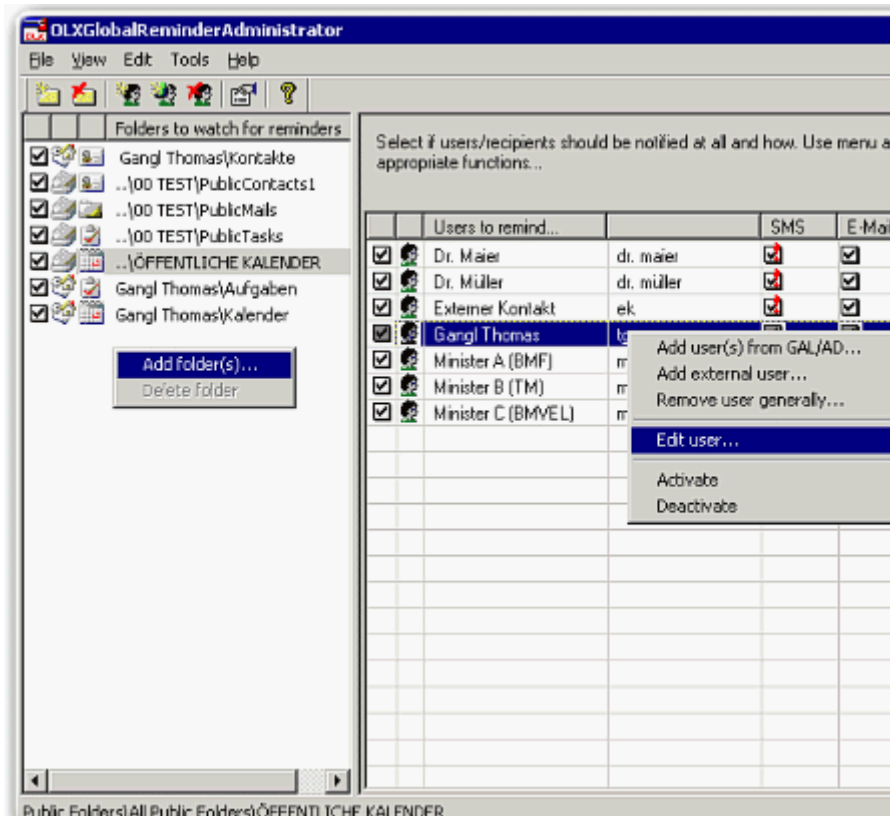 OLXGlobalReminderAdministrator
File View Edit Tools Help
Folders to watch for reminders
Gangl Thomas\Kontakte
..\00 TEST\PublicContacts1
..\00 TEST\PublicMails
..\00 TEST\PublicTasks
..\ÖFFENTLICHE KALENDER
Gangl Thomas\Aufgaben
Gangl Thomas\Kalender
Add folder(s)...
Delete folder
Select if users/recipients should be notified at all and how. Use menu a
appropriate functions...
Users to remind... SMS E-Mai
Dr. Maier dr. maier
Dr. Müller dr. müller
Externer Kontakt ek
Gangl Thomas
Minister A (BMF) m
Minister B (TM) m
Minister C (BMVEL) m
Add user(s) from GAL/AD...
Add external user...
Remove user generally...
Edit user...
Activate
Deactivate
Public Folders\All Public Folders\ÖFFENTLICHE KALENDER